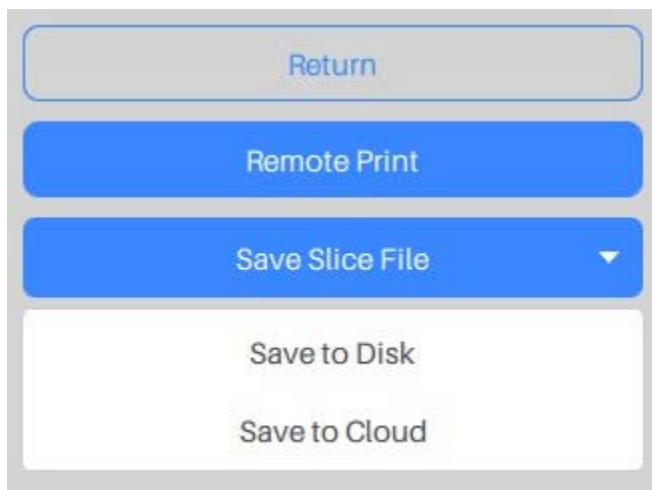 Return
Remote Print
Save Slice File
Save to Disk
Save to Cloud